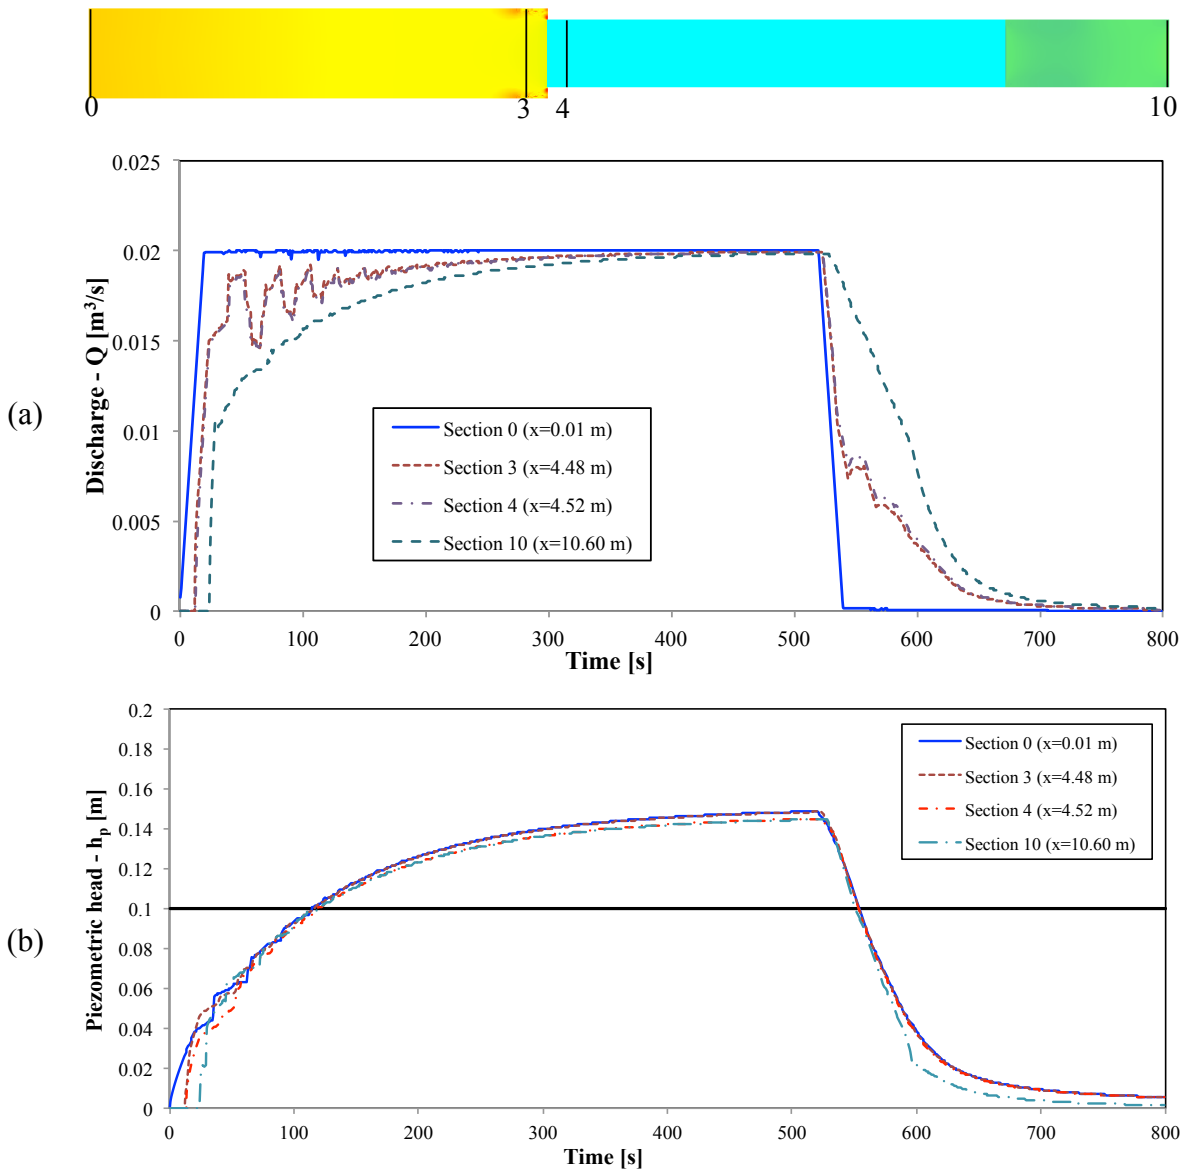 0 3 4 10
(a)
Discharge - Q [m³/s]
0.025
0.02
0.015
0.01
0.005
0
Section 0 (x=0.01 m)
Section 3 (x=4.48 m)
Section 4 (x=4.52 m)
Section 10 (x=10.60 m)
0 100 200 300 400 500 600 700 800
Time [s]
(b)
Piezometric head - hₚ [m]
0.2
0.18
0.16
0.14
0.12
0.1
0.08
0.06
0.04
0.02
0
Section 0 (x=0.01 m)
Section 3 (x=4.48 m)
Section 4 (x=4.52 m)
Section 10 (x=10.60 m)
0 100 200 300 400 500 600 700 800
Time [s]